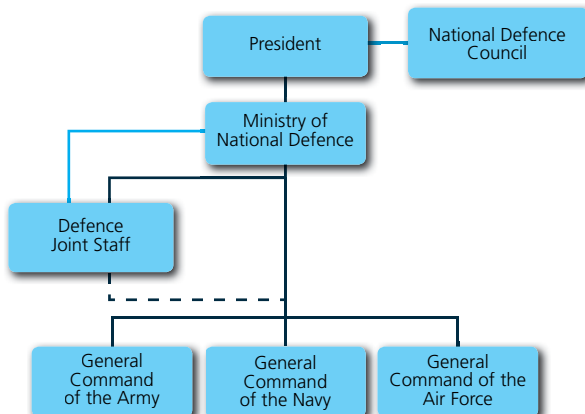 President
National Defence
Council
Ministry of
National Defence
Defence
Joint Staff
General
Command
of the Army
General
Command
of the Navy
General
Command of the
Air Force